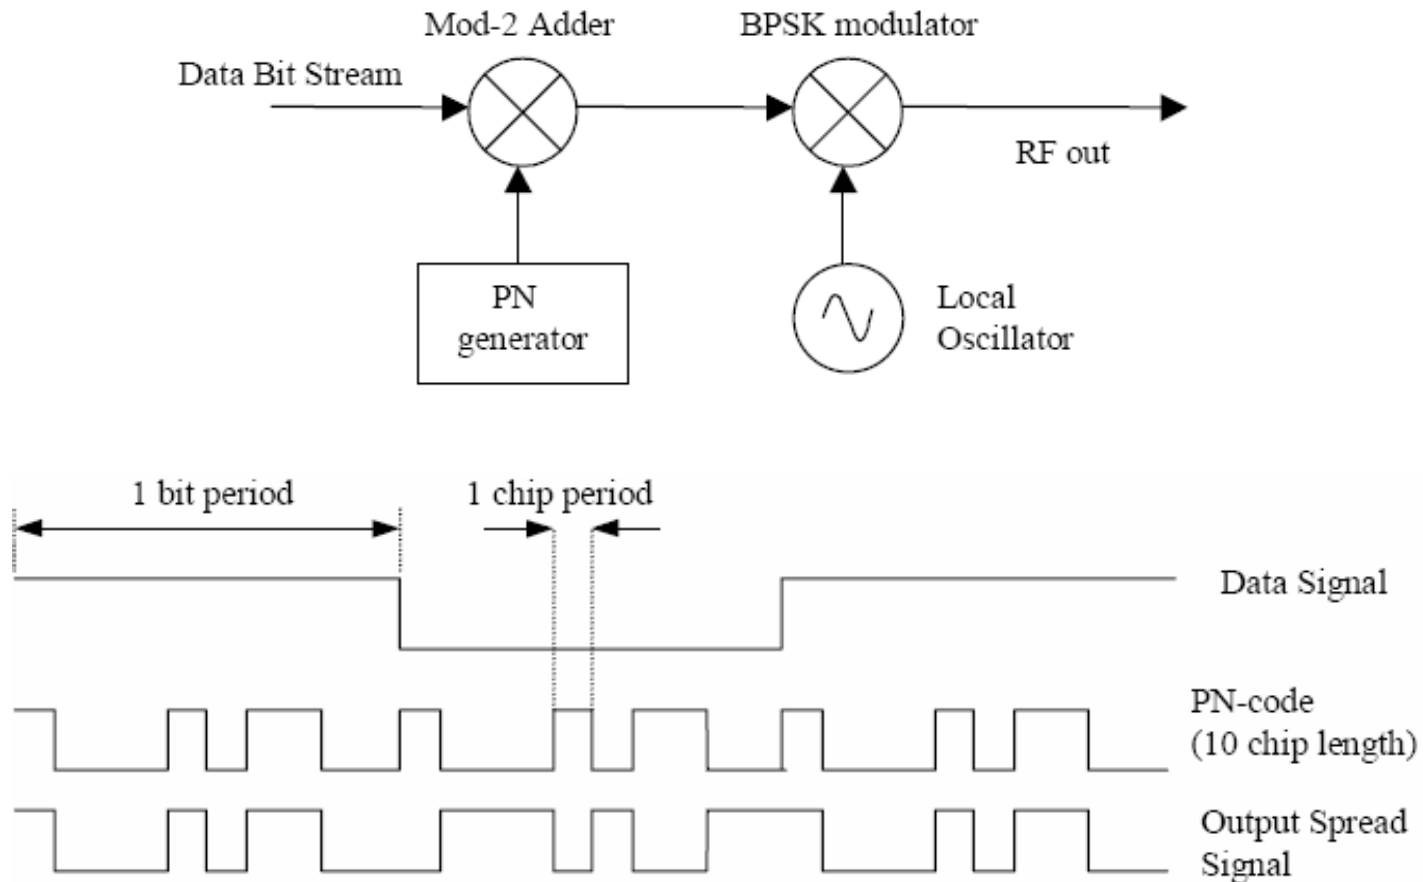 Mod-2 Adder
BPSK modulator
Data Bit Stream
RF out
PN
generator
Local
Oscillator
1 bit period
1 chip period
Data Signal
PN-code
(10 chip length)
Output Spread
Signal